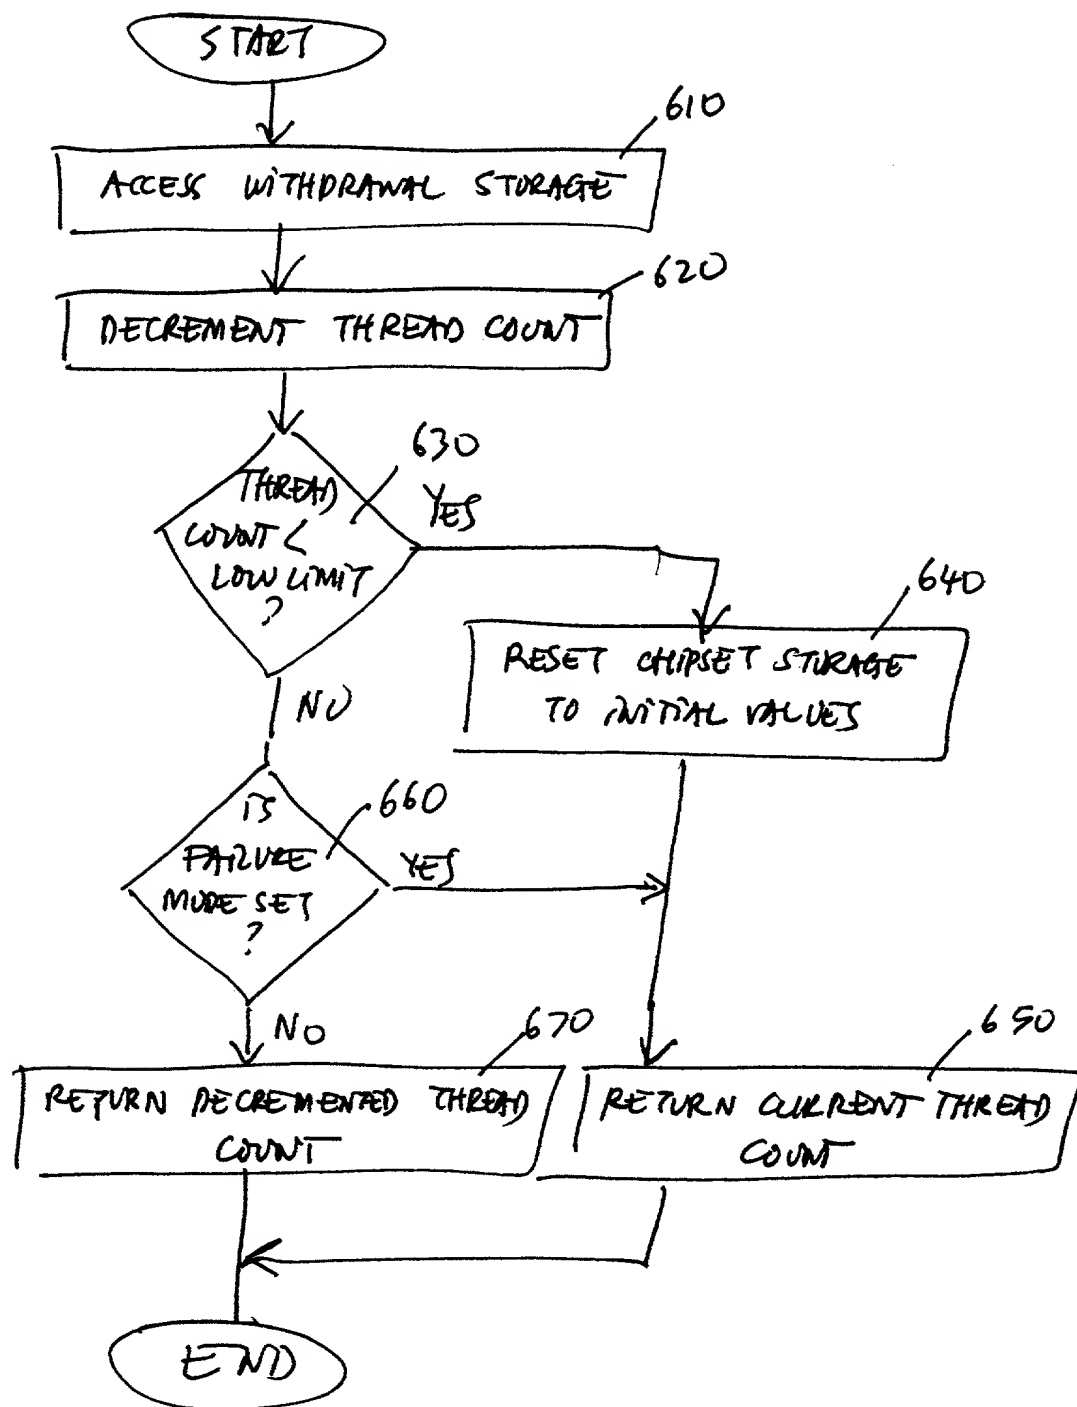 START
610
ACCESS WITHDRAWAL STORAGE
620
DECREMENT THREAD COUNT
630
THREAD
COUNT <
LOW LIMIT
?
YES
640
RESET CHIPSET STORAGE
TO INITIAL VALUES
NO
660
IS
FAILURE
MODE SET
?
YES
NO
670
RETURN DECREMENTED THREAD
COUNT
650
RETURN CURRENT THREAD
COUNT
END